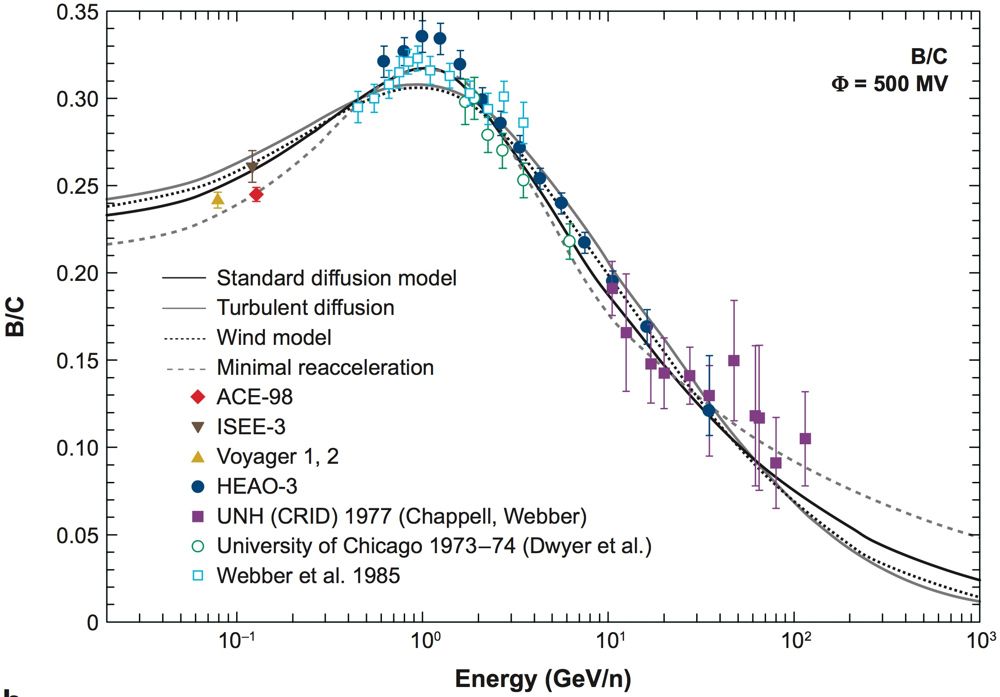 0.35
0.30
0.25
0.20
0.15
0.10
0.05
0
B/C
B/C
Φ = 500 MV
Standard diffusion model
Turbulent diffusion
Wind model
Minimal reacceleration
ACE-98
ISEE-3
Voyager 1, 2
HEAO-3
UNH (CRID) 1977 (Chappell, Webber)
University of Chicago 1973–74 (Dwyer et al.)
Webber et al. 1985
10⁻¹ 10⁰ 10¹ 10² 10³
Energy (GeV/n)